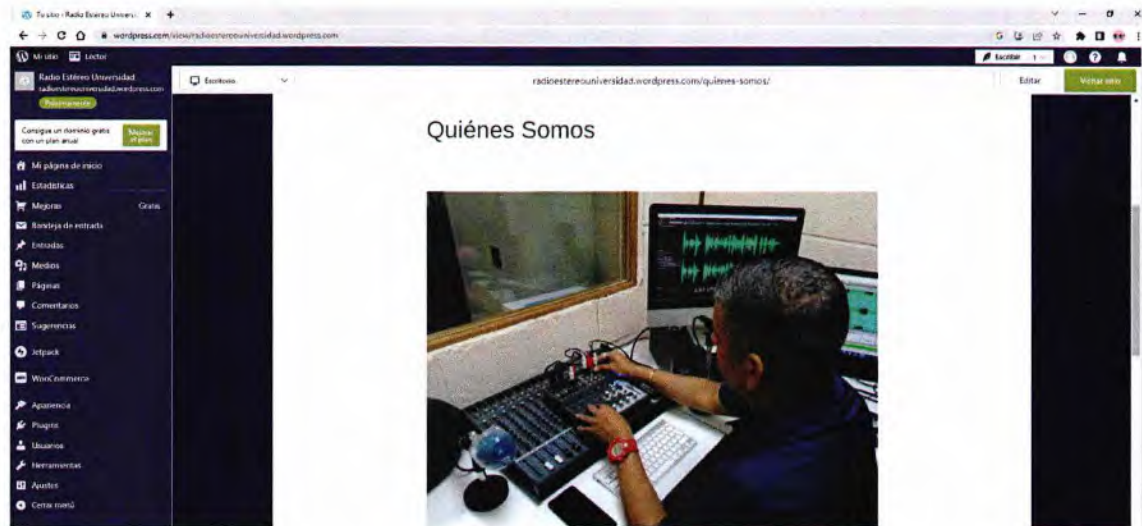 Tu sitio - Radio Estéreo Univers
wordpress.com/view/radioestereouniversidad.wordpress.com
Mi sitio Lector Escribir 1
Radio Estéreo Universidad
radioestereouniversidad.wordpress.com
Próximamente
Escritorio radioestereouniversidad.wordpress.com/quienes-somos/ Editar Visitar sitio
Consigue un dominio gratis
con un plan anual
Mejorar
el plan
Mi página de inicio
Estadísticas
Mejoras Gratis
Bandeja de entrada
Entradas
Medios
Páginas
Comentarios
Sugerencias
Jetpack
WooCommerce
Apariencia
Plugins
Usuarios
Herramientas
Ajustes
Cerrar menú
Quiénes Somos